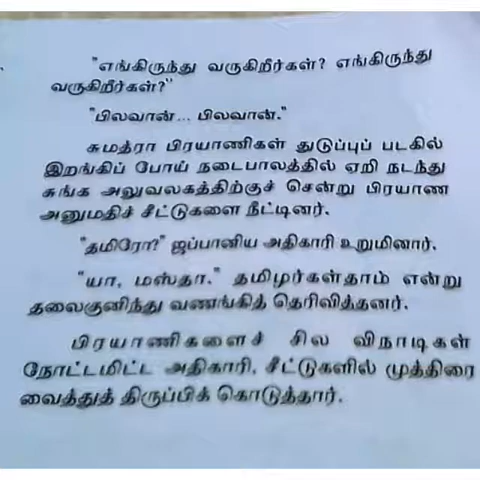 "எங்கிருந்து வருகிறீர்கள்? எங்கிருந்து
வருகிறீர்கள்?"
"பிலவான்... பிலவான்."
சுமத்ரா பிரயாணிகள் துடுப்புப் படகில்
இறங்கிப் போய் நடைபாலத்தில் ஏறி நடந்து
சுங்க அலுவலகத்திற்குச் சென்று பிரயாண
அனுமதிச் சீட்டுகளை நீட்டினர்.
"தமிரோ?" ஜப்பானிய அதிகாரி உறுமினார்.
"யா, மஸ்தா." தமிழர்கள்தாம் என்று
தலைகுனிந்து வணங்கித் தெரிவித்தனர்.
பிரயாணிகளைச் சில விநாடிகள்
நோட்டமிட்ட அதிகாரி, சீட்டுகளில் முத்திரை
வைத்துத் திருப்பிக் கொடுத்தார்.